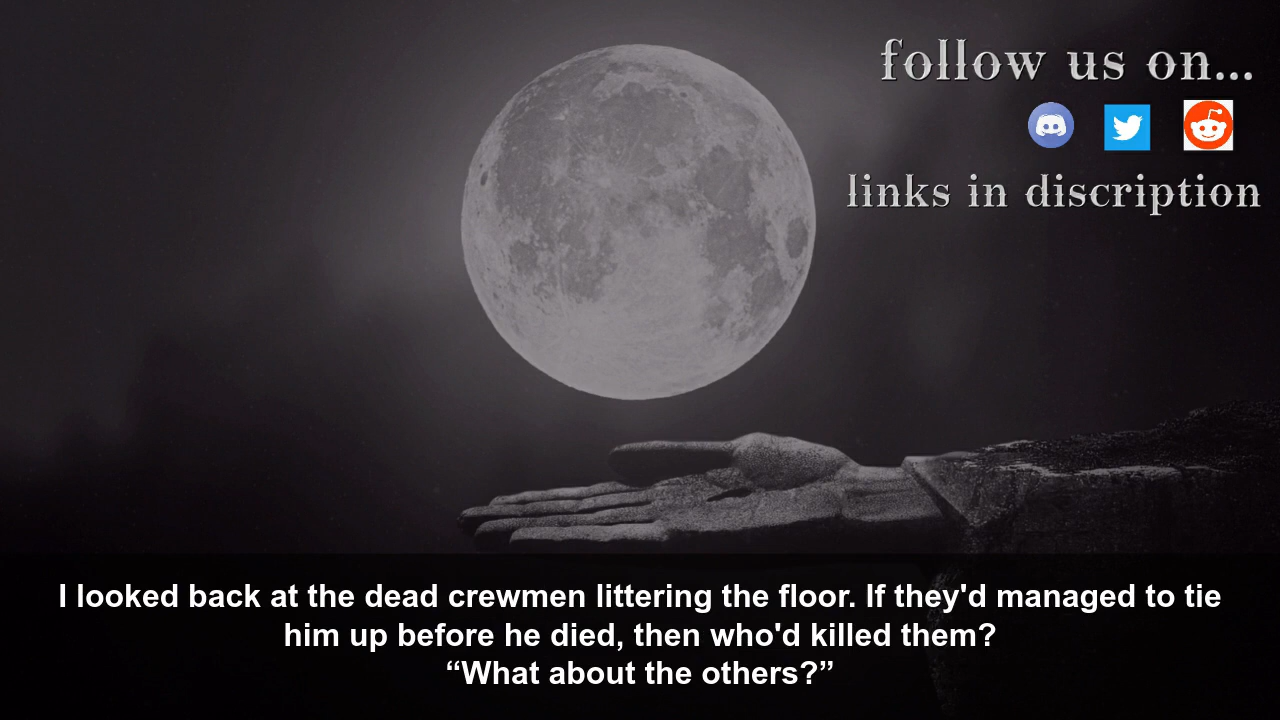 follow us on...
links in discription
I looked back at the dead crewmen littering the floor. If they'd managed to tie
him up before he died, then who'd killed them?
“What about the others?”